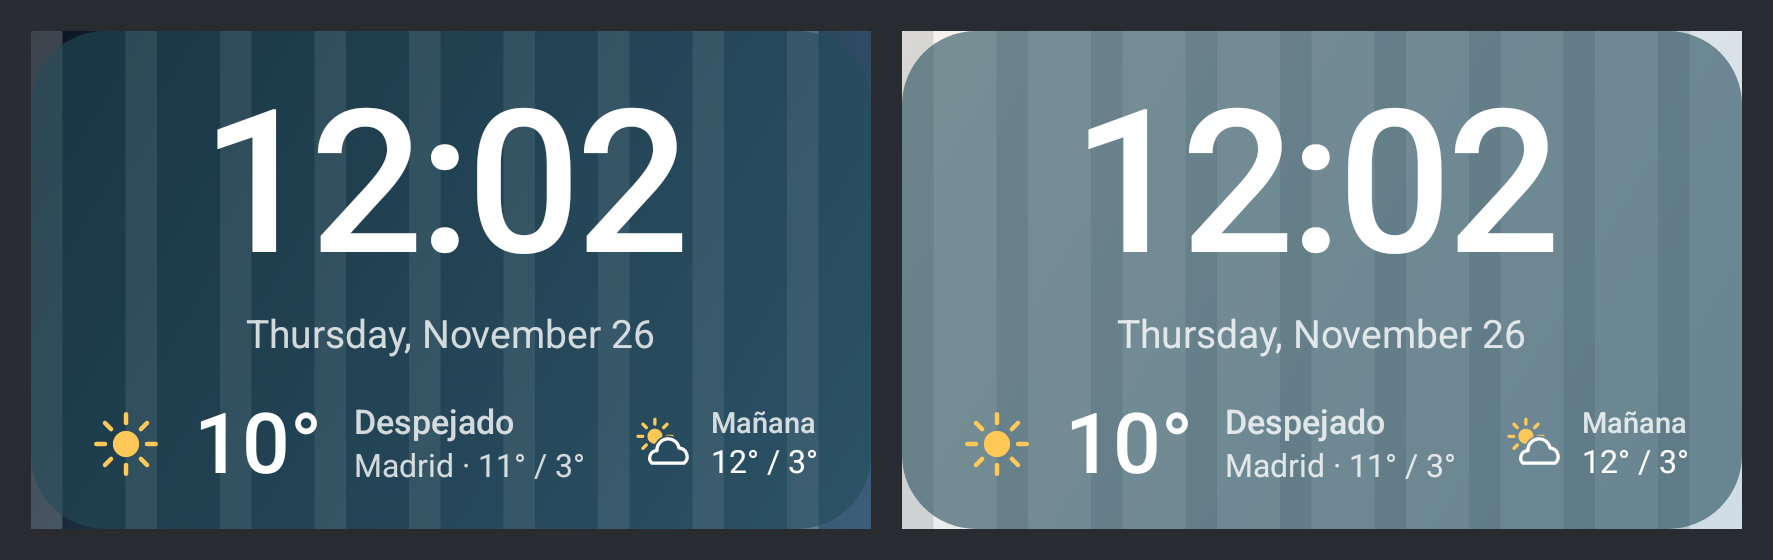 12:02
Thursday, November 26
10° Despejado
Madrid · 11° / 3°
Mañana
12° / 3°
12:02
Thursday, November 26
10° Despejado
Madrid · 11° / 3°
Mañana
12° / 3°